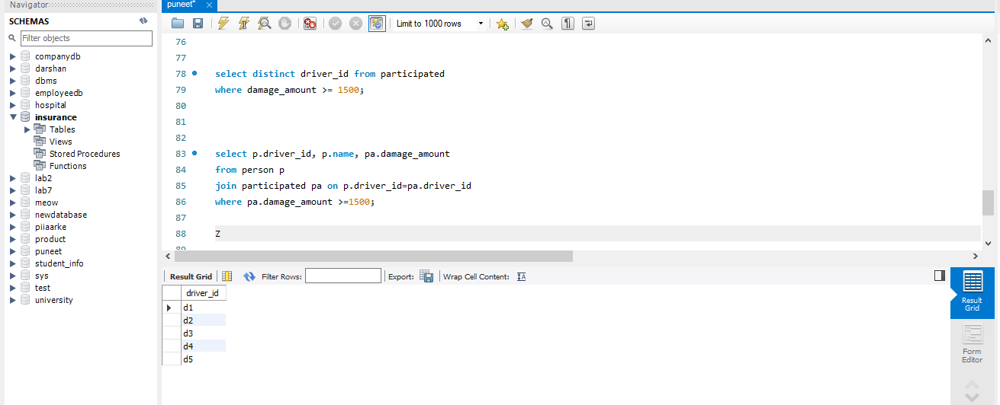 Navigator
puneet*
SCHEMAS
Limit to 1000 rows
Filter objects
companydb
darshan
dbms
employeedb
hospital
insurance
Tables
Views
Stored Procedures
Functions
lab2
lab7
meow
newdatabase
piiaarke
product
puneet
student_info
sys
test
university
76
77
78 select distinct driver_id from participated
79 where damage_amount >= 1500;
80
81
82
83 select p.driver_id, p.name, pa.damage_amount
84 from person p
85 join participated pa on p.driver_id=pa.driver_id
86 where pa.damage_amount >=1500;
87
88 Z
89
Result Grid Filter Rows: Export: Wrap Cell Content:
driver_id
d1
d2
d3
d4
d5
Result
Grid
Form
Editor